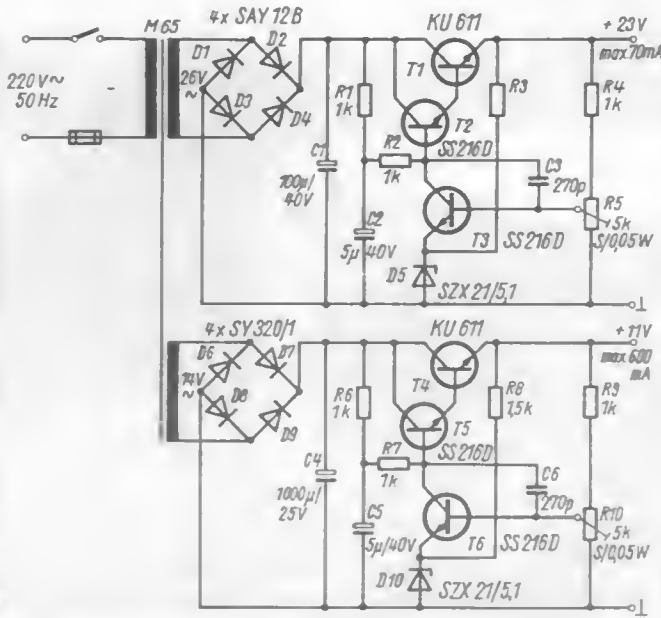 4x SAY 12B
KU 611
+ 23V
max. 70mA
M 65
D1
D2
T1
R3
R4
1k
220V~
50 Hz
26V
~
D3
D4
R1
1k
T2
SS216D
R2
1k
C1
100µ/
40V
C3
270p
R5
5k
S/0,05W
C2
5µ/40V
T3
SS216D
D5
SZX 21/5,1
4x SY 320/1
KU 611
+ 11V
max. 600
mA
D6
D7
T4
R8
1,5k
R9
1k
14V
~
D8
D9
R6
1k
T5
SS216D
R7
1k
C4
1000µ/
25V
C6
270p
R10
5k
S/0,05W
C5
5µ/40V
T6
SS216D
D10
SZX 21/5,1